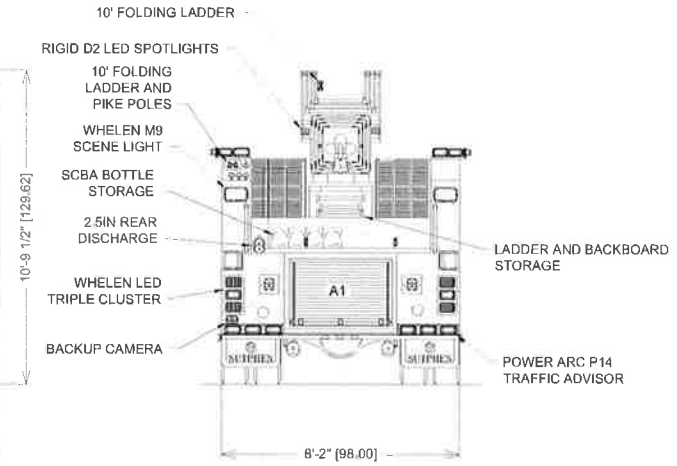 10' FOLDING LADDER
RIGID D2 LED SPOTLIGHTS
10' FOLDING
LADDER AND
PIKE POLES
WHELEN M9
SCENE LIGHT
SCBA BOTTLE
STORAGE
2.5IN REAR
DISCHARGE
WHELEN LED
TRIPLE CLUSTER
BACKUP CAMERA
10'-9 1/2" [129.62]
8
A1
LADDER AND BACKBOARD
STORAGE
POWER ARC P14
TRAFFIC ADVISOR
SUTPHEN
SUTPHEN
8'-2" [98.00]